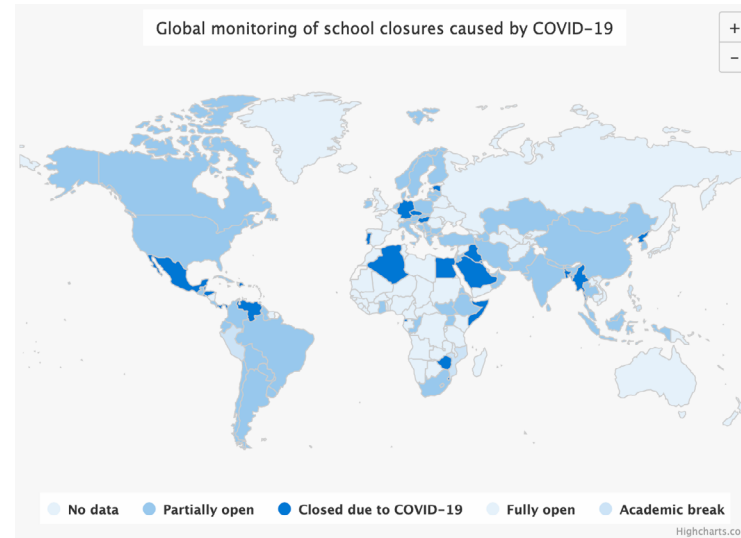 Global monitoring of school closures caused by COVID-19
+
-
No data Partially open Closed due to COVID-19 Fully open Academic break
Highcharts.co